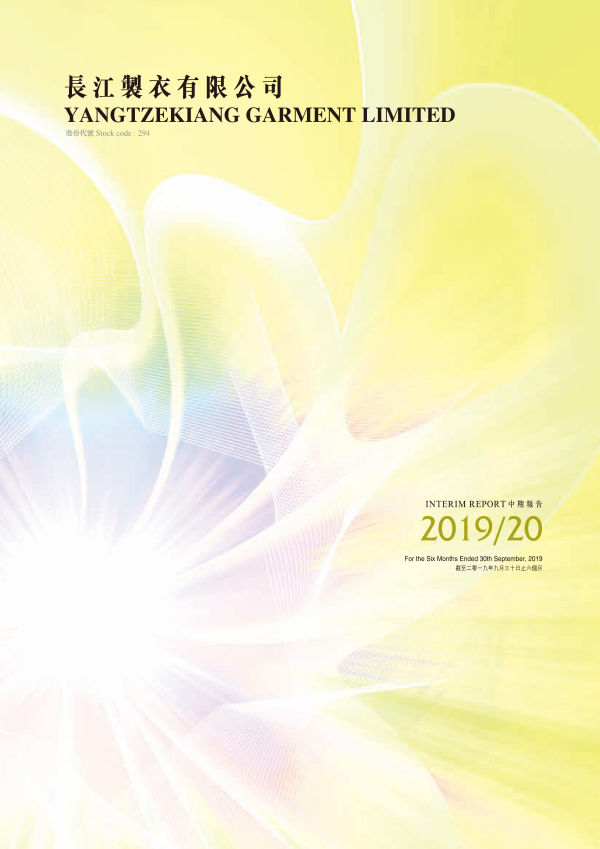 長江製衣有限公司
YANGTZEKIANG GARMENT LIMITED
股份代號 Stock code : 294
INTERIM REPORT 中期報告
2019/20
For the Six Months Ended 30th September, 2019
截至二零一九年九月三十日止六個月